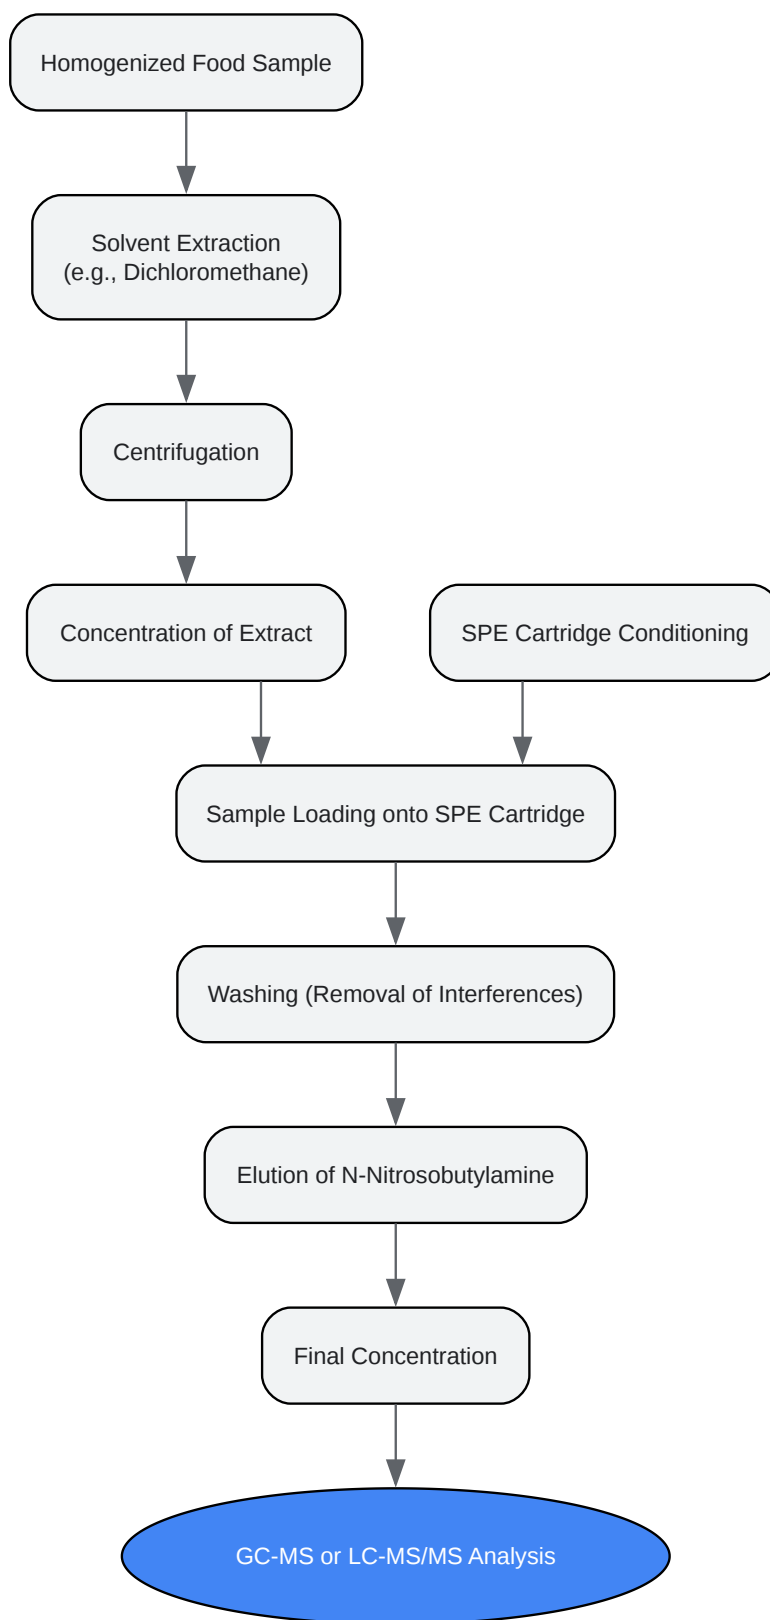 Homogenized Food Sample
Solvent Extraction
(e.g., Dichloromethane)
Centrifugation
Concentration of Extract
SPE Cartridge Conditioning
Sample Loading onto SPE Cartridge
Washing (Removal of Interferences)
Elution of N-Nitrosobutylamine
Final Concentration
GC-MS or LC-MS/MS Analysis